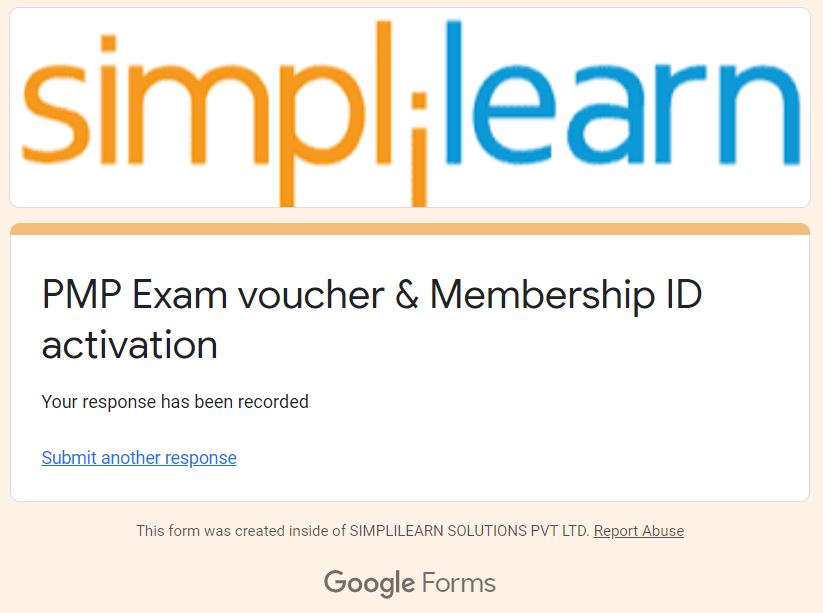 simplilearn
PMP Exam voucher & Membership ID
activation
Your response has been recorded
Submit another response
This form was created inside of SIMPLILEARN SOLUTIONS PVT LTD. Report Abuse
Google Forms